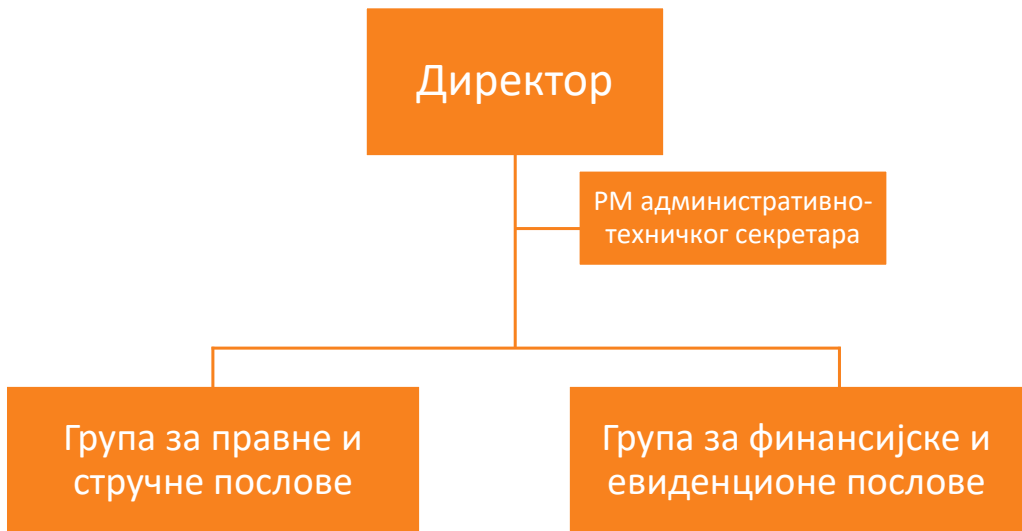 Директор
РМ административно-
техничког секретара
Група за правне и
стручне послове
Група за финансијске и
евиденционе послове